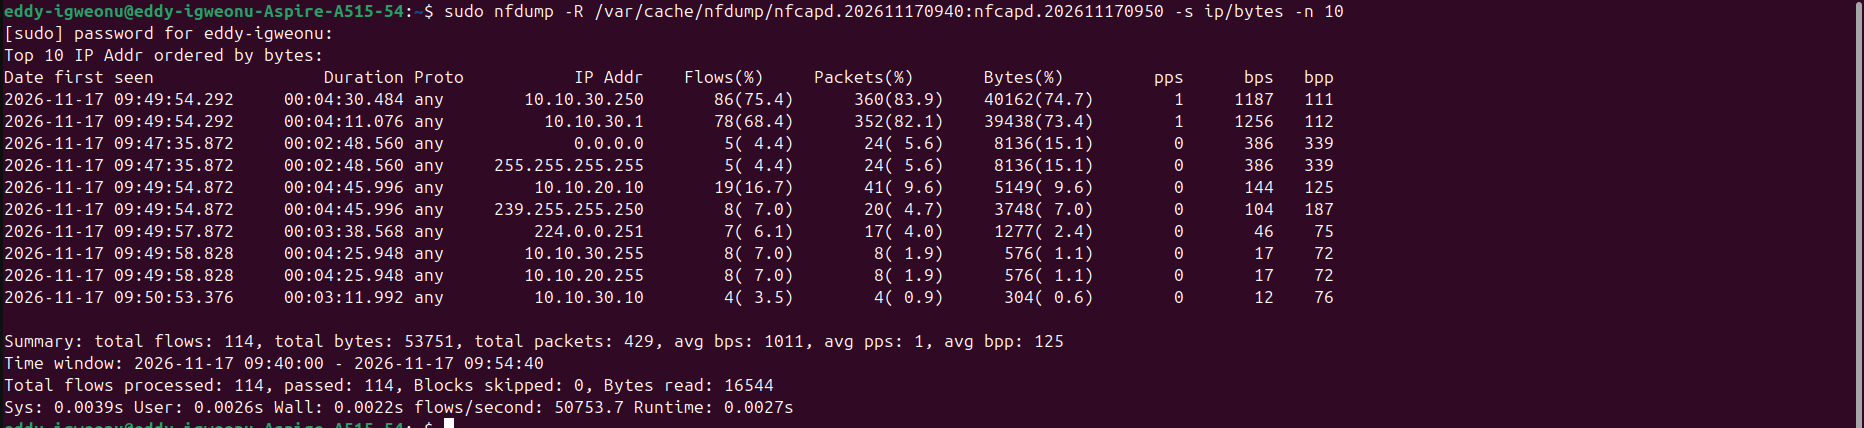 eddy-igweonu@eddy-igweonu-Aspire-A515-54:~$ sudo nfdump -R /var/cache/nfdump/nfcapd.202611170940:nfcapd.202611170950 -s ip/bytes -n 10
[sudo] password for eddy-igweonu:
Top 10 IP Addr ordered by bytes:
Date first seen          Duration Proto           IP Addr    Flows(%)     Packets(%)       Bytes(%)         pps      bps   bpp
2026-11-17 09:49:54.292     00:04:30.484 any        10.10.30.250       86(75.4)      360(83.9)    40162(74.7)        1     1187   111
2026-11-17 09:49:54.292     00:04:11.076 any          10.10.30.1       78(68.4)      352(82.1)    39438(73.4)        1     1256   112
2026-11-17 09:47:35.872     00:02:48.560 any             0.0.0.0        5( 4.4)       24( 5.6)     8136(15.1)        0      386   339
2026-11-17 09:47:35.872     00:02:48.560 any     255.255.255.255        5( 4.4)       24( 5.6)     8136(15.1)        0      386   339
2026-11-17 09:49:54.872     00:04:45.996 any         10.10.20.10       19(16.7)       41( 9.6)     5149( 9.6)        0      144   125
2026-11-17 09:49:54.872     00:04:45.996 any     239.255.255.250        8( 7.0)       20( 4.7)     3748( 7.0)        0      104   187
2026-11-17 09:49:57.872     00:03:38.568 any         224.0.0.251        7( 6.1)       17( 4.0)     1277( 2.4)        0       46    75
2026-11-17 09:49:58.828     00:04:25.948 any        10.10.30.255        8( 7.0)        8( 1.9)      576( 1.1)        0       17    72
2026-11-17 09:49:58.828     00:04:25.948 any        10.10.20.255        8( 7.0)        8( 1.9)      576( 1.1)        0       17    72
2026-11-17 09:50:53.376     00:03:11.992 any         10.10.30.10        4( 3.5)        4( 0.9)      304( 0.6)        0       12    76
Summary: total flows: 114, total bytes: 53751, total packets: 429, avg bps: 1011, avg pps: 1, avg bpp: 125
Time window: 2026-11-17 09:40:00 - 2026-11-17 09:54:40
Total flows processed: 114, passed: 114, Blocks skipped: 0, Bytes read: 16544
Sys: 0.0039s User: 0.0026s Wall: 0.0022s flows/second: 50753.7 Runtime: 0.0027s
eddy-igweonu@eddy-igweonu-Aspire-A515-54:~$